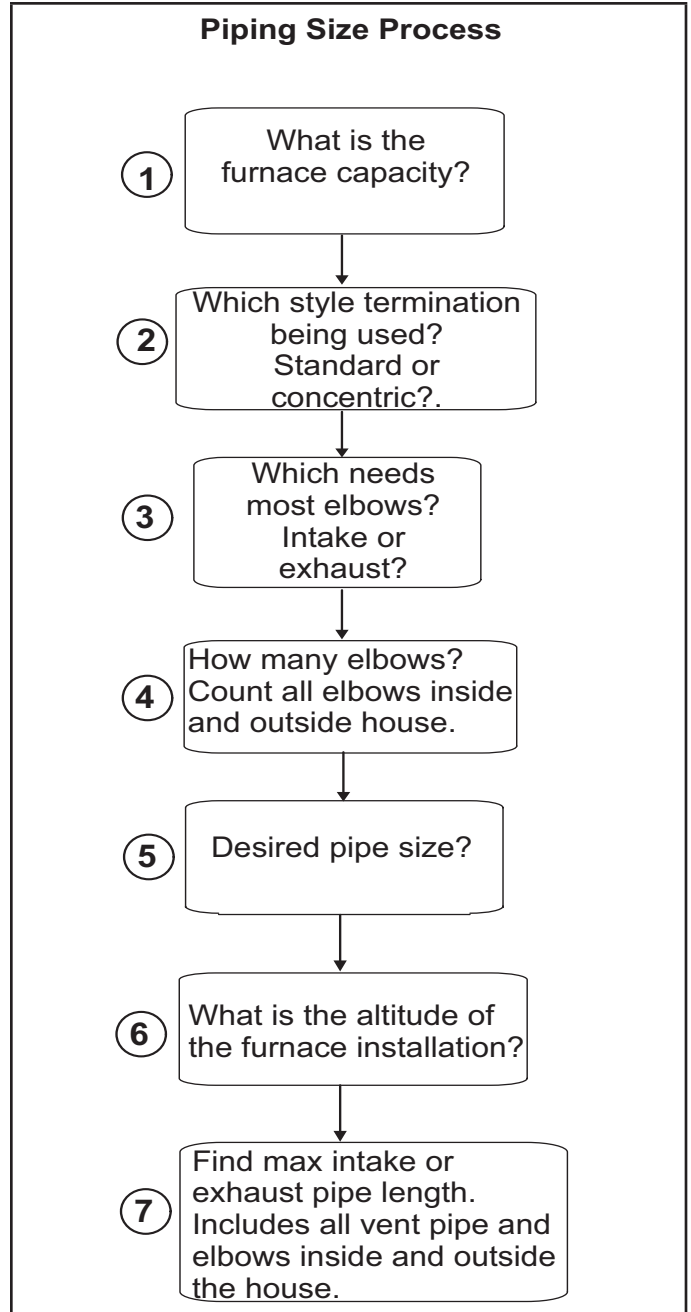 Piping Size Process
1
What is the
furnace capacity?
2
Which style termination
being used?
Standard or
concentric?.
3
Which needs
most elbows?
Intake or
exhaust?
4
How many elbows?
Count all elbows inside
and outside house.
5
Desired pipe size?
6
What is the altitude of
the furnace installation?
7
Find max intake or
exhaust pipe length.
Includes all vent pipe and
elbows inside and outside
the house.